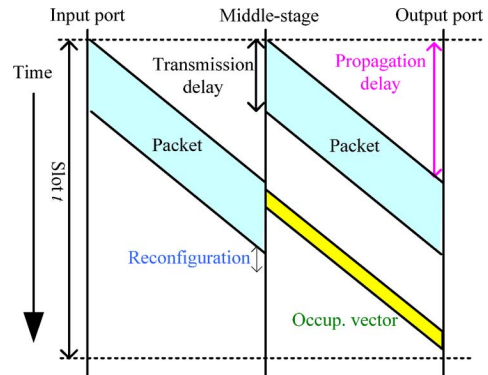 Input port
Middle-stage
Output port
Time
Transmission
delay
Propagation
delay
Packet
Packet
Slot t
Reconfiguration
Occup. vector